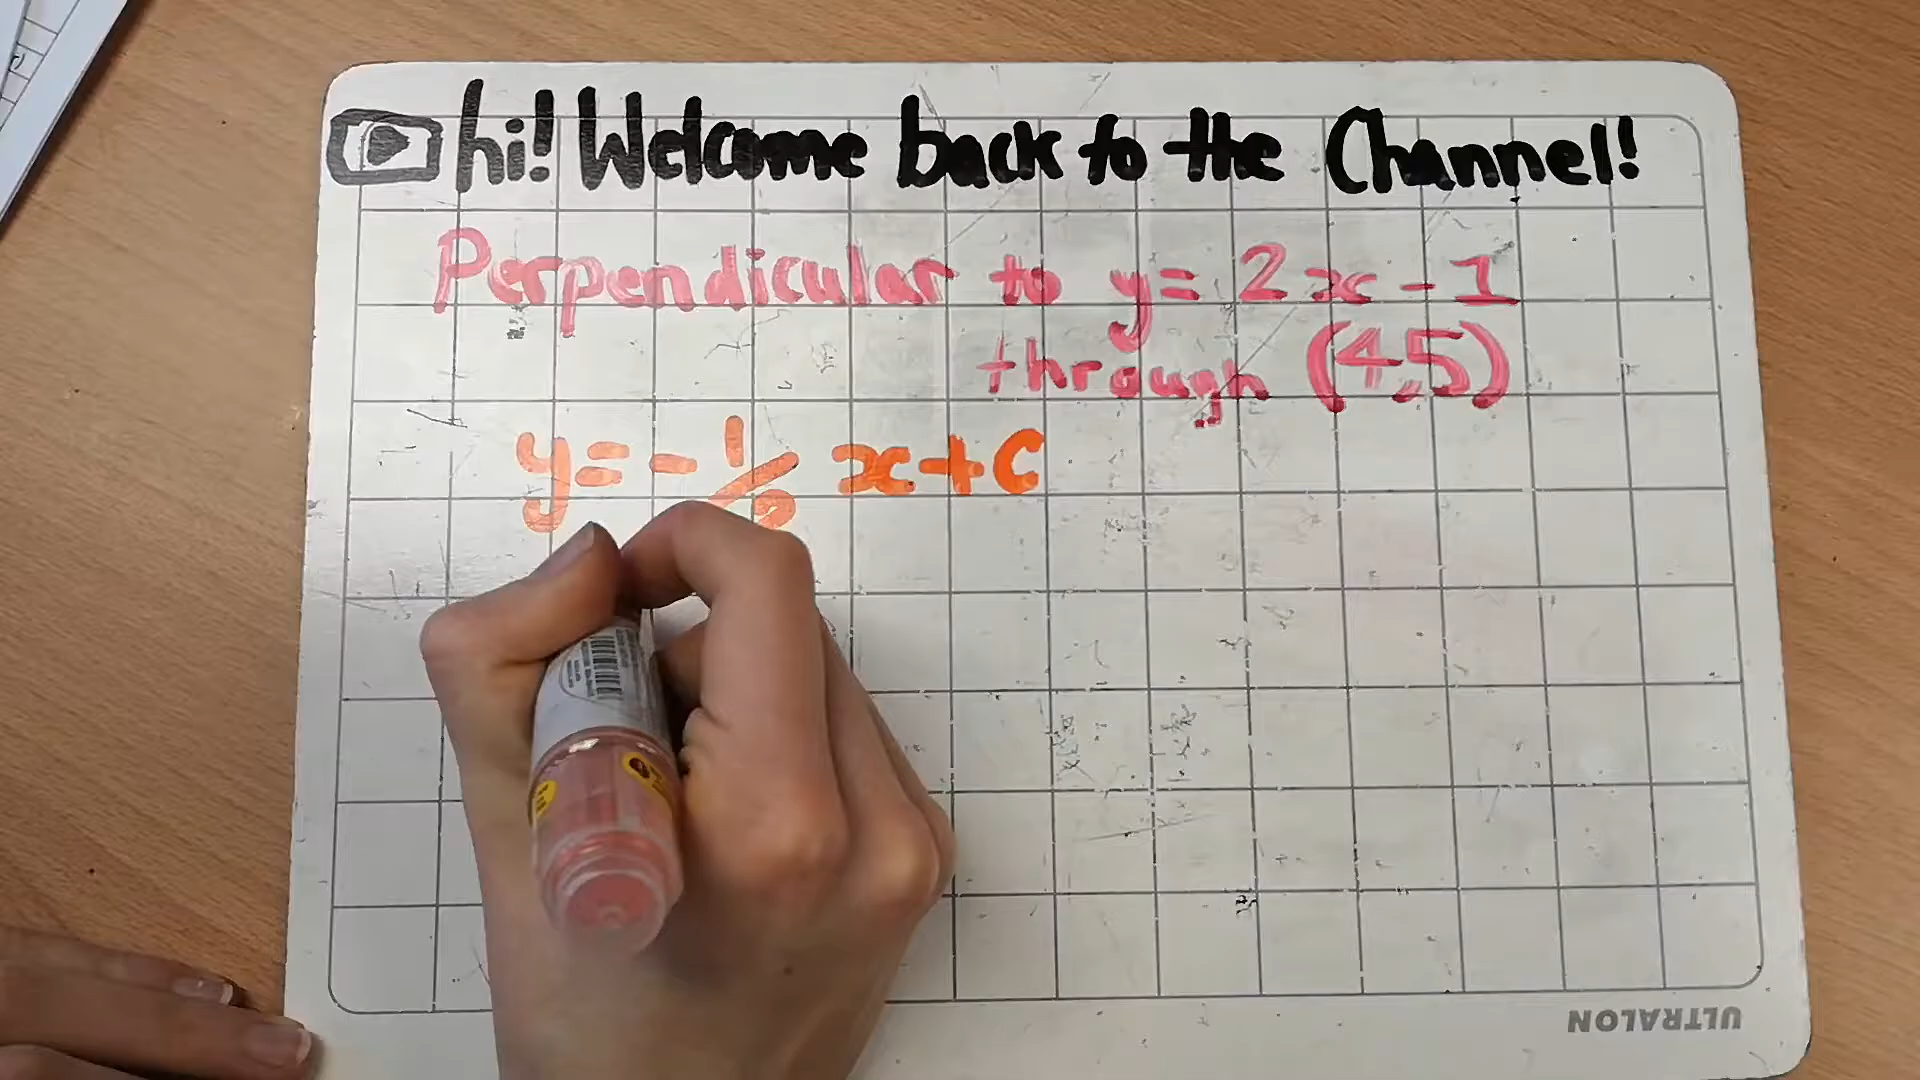 hi! Welcome back to the Channel!
Perpendicular to y = 2x - 1
through (4,5)
y = - 1/2 x + C
ULTRALON